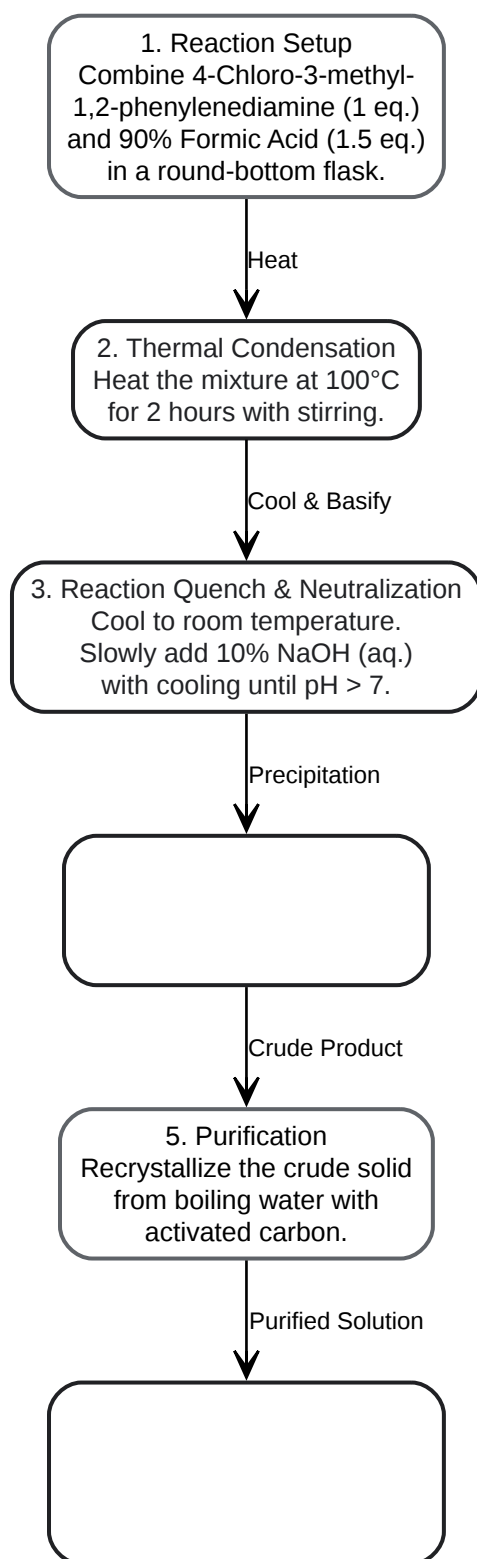 1. Reaction Setup
Combine 4-Chloro-3-methyl-
1,2-phenylenediamine (1 eq.)
and 90% Formic Acid (1.5 eq.)
in a round-bottom flask.
Heat
2. Thermal Condensation
Heat the mixture at 100°C
for 2 hours with stirring.
Cool & Basify
3. Reaction Quench & Neutralization
Cool to room temperature.
Slowly add 10% NaOH (aq.)
with cooling until pH > 7.
Precipitation
Crude Product
5. Purification
Recrystallize the crude solid
from boiling water with
activated carbon.
Purified Solution